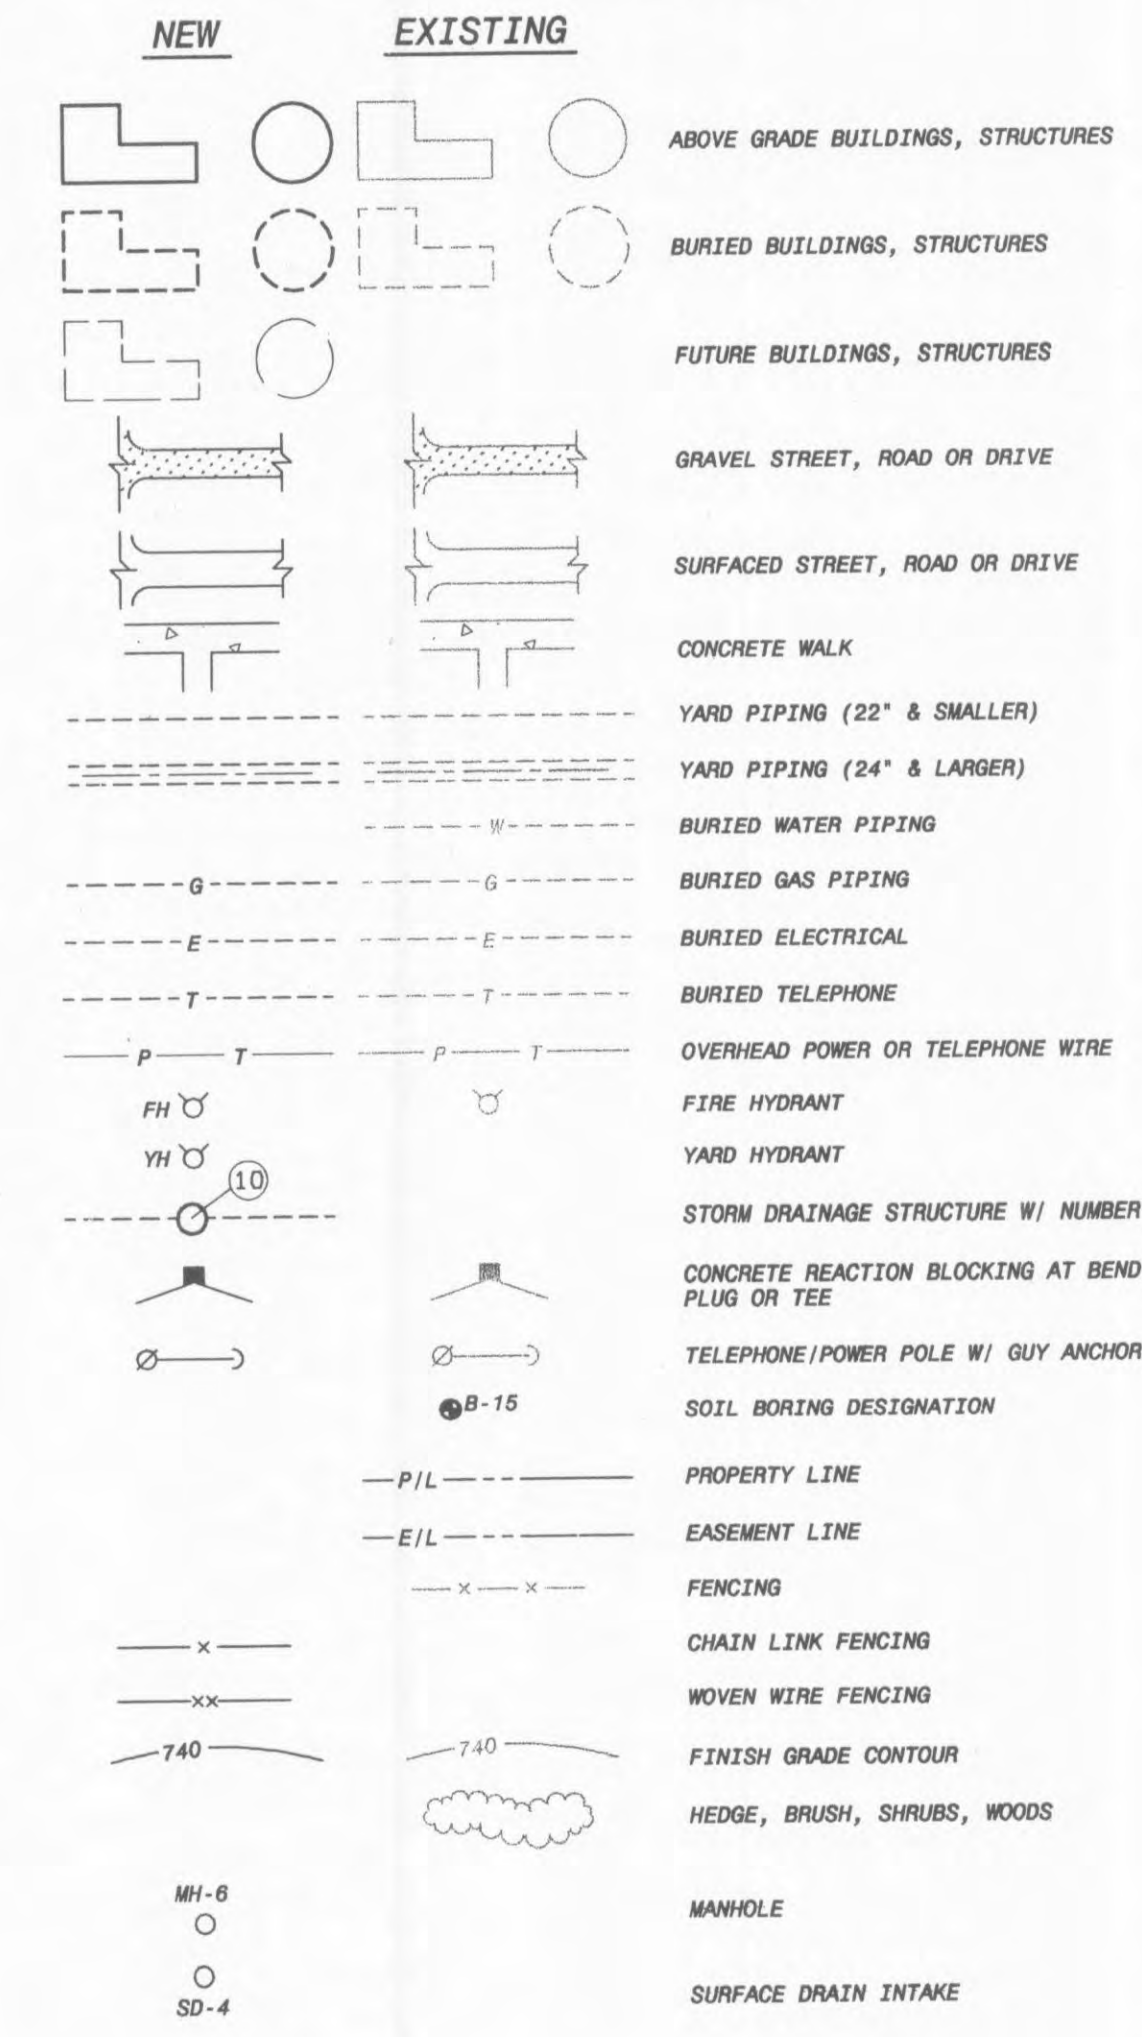 NEW EXISTING
ABOVE GRADE BUILDINGS, STRUCTURES
BURIED BUILDINGS, STRUCTURES
FUTURE BUILDINGS, STRUCTURES
GRAVEL STREET, ROAD OR DRIVE
SURFACED STREET, ROAD OR DRIVE
CONCRETE WALK
YARD PIPING (22" & SMALLER)
YARD PIPING (24" & LARGER)
W BURIED WATER PIPING
G G BURIED GAS PIPING
E E BURIED ELECTRICAL
T T BURIED TELEPHONE
P T P T OVERHEAD POWER OR TELEPHONE WIRE
FH FIRE HYDRANT
YH YARD HYDRANT
10
STORM DRAINAGE STRUCTURE W/ NUMBER
CONCRETE REACTION BLOCKING AT BEND
PLUG OR TEE
TELEPHONE/POWER POLE W/ GUY ANCHOR
B-15 SOIL BORING DESIGNATION
P/L PROPERTY LINE
E/L EASEMENT LINE
X X FENCING
X CHAIN LINK FENCING
XX WOVEN WIRE FENCING
740 740 FINISH GRADE CONTOUR
HEDGE, BRUSH, SHRUBS, WOODS
MH-6
MANHOLE
SURFACE DRAIN INTAKE
SD-4